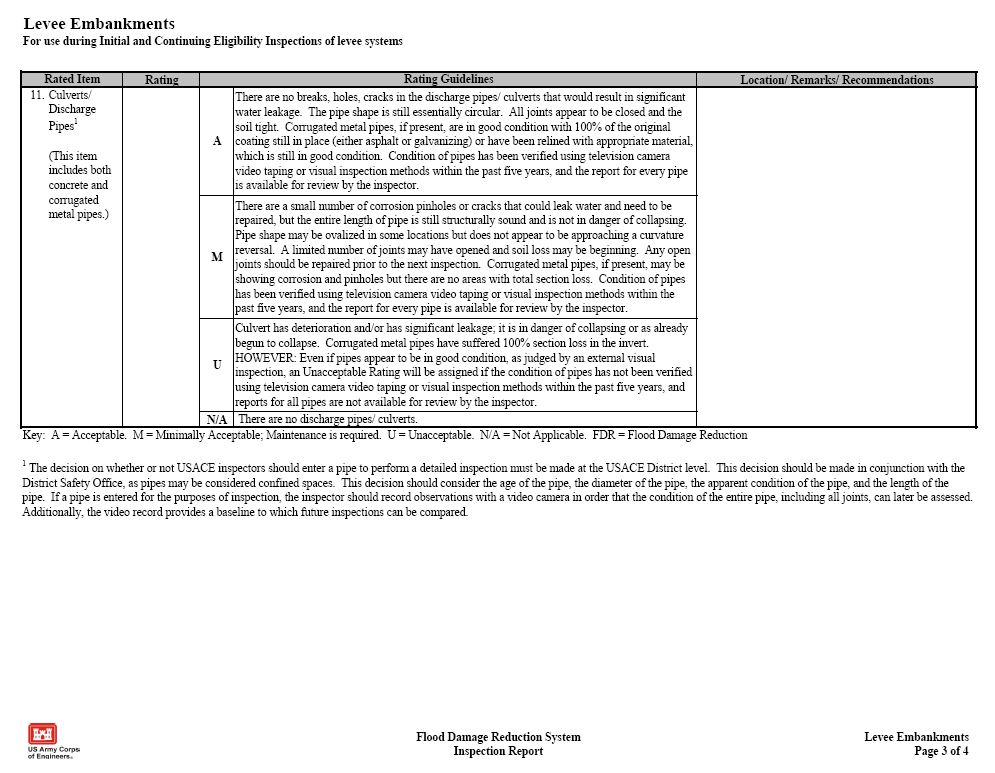 Levee Embankments
For use during Initial and Continuing Eligibility Inspections of levee systems
Rated Item
Rating
Rating Guidelines
Location/ Remarks/ Recommendations
11. Culverts/
Discharge
Pipes¹
(This item
includes both
concrete and
corrugated
metal pipes.)
A
There are no breaks, holes, cracks in the discharge pipes/ culverts that would result in significant
water leakage. The pipe shape is still essentially circular. All joints appear to be closed and the
soil tight. Corrugated metal pipes, if present, are in good condition with 100% of the original
coating still in place (either asphalt or galvanizing) or have been relined with appropriate material,
which is still in good condition. Condition of pipes has been verified using television camera
video taping or visual inspection methods within the past five years, and the report for every pipe
is available for review by the inspector.
M
There are a small number of corrosion pinholes or cracks that could leak water and need to be
repaired, but the entire length of pipe is still structurally sound and is not in danger of collapsing.
Pipe shape may be ovalized in some locations but does not appear to be approaching a curvature
reversal. A limited number of joints may have opened and soil loss may be beginning. Any open
joints should be repaired prior to the next inspection. Corrugated metal pipes, if present, may be
showing corrosion and pinholes but there are no areas with total section loss. Condition of pipes
has been verified using television camera video taping or visual inspection methods within the
past five years, and the report for every pipe is available for review by the inspector.
U
Culvert has deterioration and/or has significant leakage; it is in danger of collapsing or as already
begun to collapse. Corrugated metal pipes have suffered 100% section loss in the invert.
HOWEVER: Even if pipes appear to be in good condition, as judged by an external visual
inspection, an Unacceptable Rating will be assigned if the condition of pipes has not been verified
using television camera video taping or visual inspection methods within the past five years, and
reports for all pipes are not available for review by the inspector.
N/A
There are no discharge pipes/ culverts.
Key: A = Acceptable. M = Minimally Acceptable; Maintenance is required. U = Unacceptable. N/A = Not Applicable. FDR = Flood Damage Reduction
¹ The decision on whether or not USACE inspectors should enter a pipe to perform a detailed inspection must be made at the USACE District level. This decision should be made in conjunction with the
District Safety Office, as pipes may be considered confined spaces. This decision should consider the age of the pipe, the diameter of the pipe, the apparent condition of the pipe, and the length of the
pipe. If a pipe is entered for the purposes of inspection, the inspector should record observations with a video camera in order that the condition of the entire pipe, including all joints, can later be assessed.
Additionally, the video record provides a baseline to which future inspections can be compared.
US Army Corps
of Engineers®
Flood Damage Reduction System
Inspection Report
Levee Embankments
Page 3 of 4